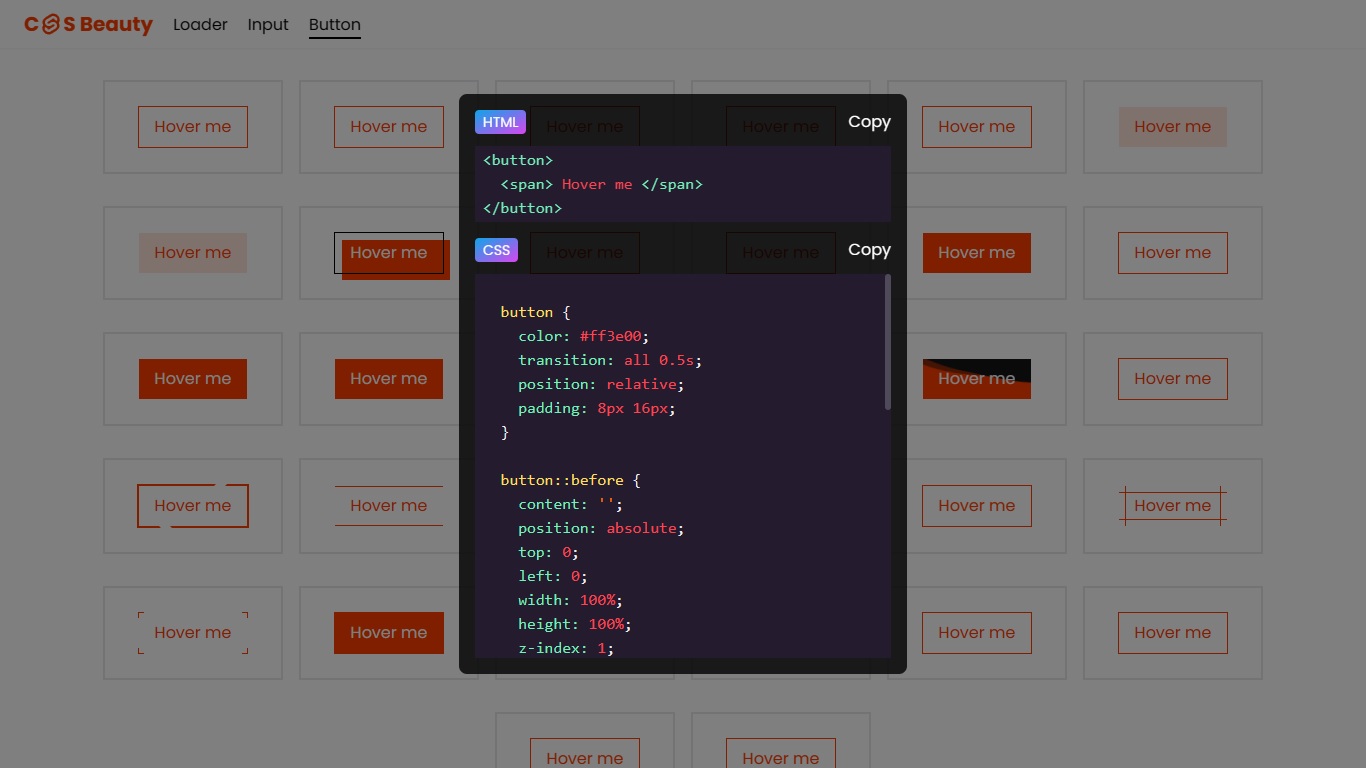 CSS Beauty Loader Input Button
Hover me Hover me Hover me Hover me Hover me Hover me
HTML Copy
<button>
<span> Hover me </span>
</button>
Hover me Hover me Hover me Hover me Hover me Hover me
CSS Copy
button {
color: #ff3e00;
transition: all 0.5s;
position: relative;
padding: 8px 16px;
}
button::before {
content: '';
position: absolute;
top: 0;
left: 0;
width: 100%;
height: 100%;
z-index: 1;
Hover me Hover me Hover me Hover me
Hover me Hover me Hover me Hover me
Hover me Hover me Hover me Hover me
Hover me Hover me